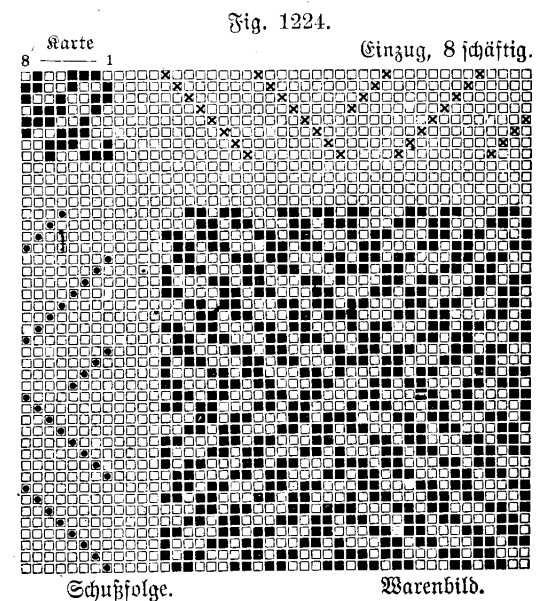 Fig. 1224.
Karte
8 — 1
Einzug, 8 schäftig.
Schußfolge.
Warenbild.